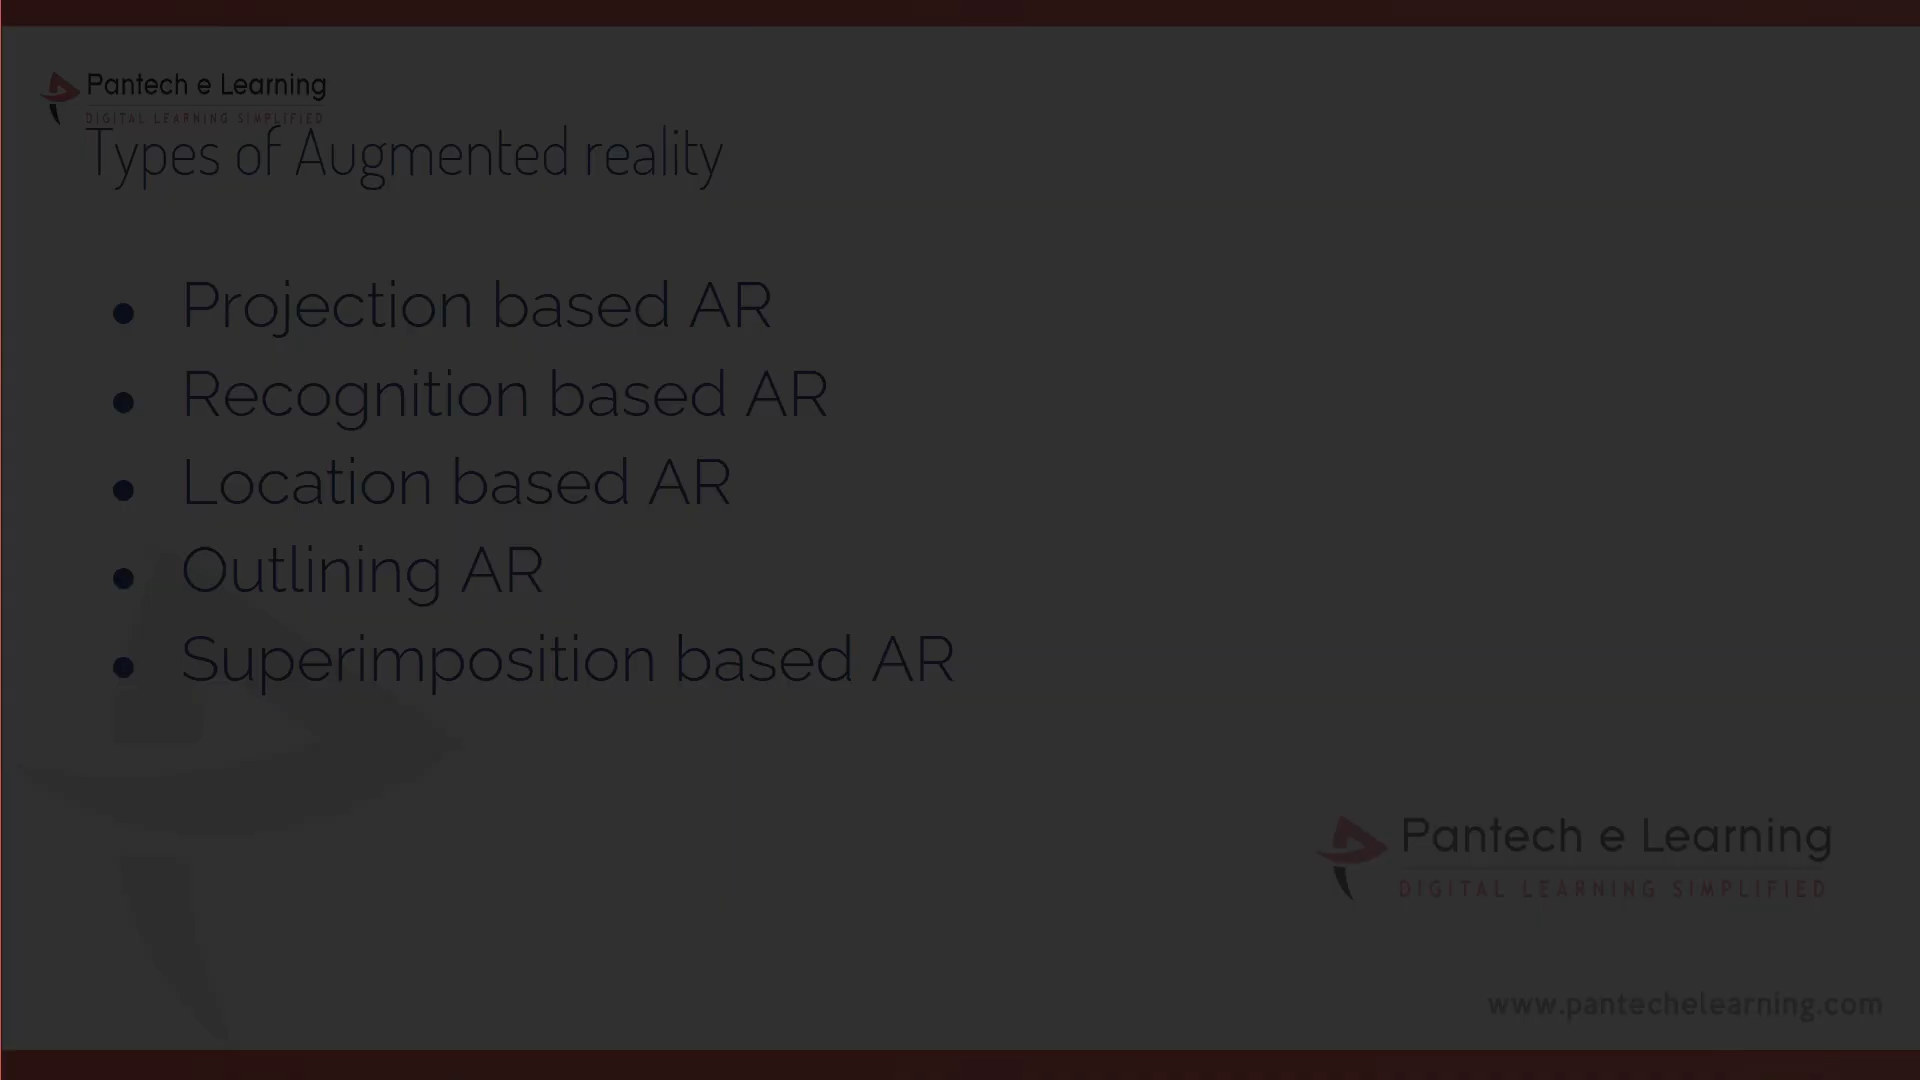 Pantech e Learning
DIGITAL LEARNING SIMPLIFIED
Types of Augmented reality
● Projection based AR
● Recognition based AR
● Location based AR
● Outlining AR
● Superimposition based AR
Pantech e Learning
DIGITAL LEARNING SIMPLIFIED
www.pantechelearning.com